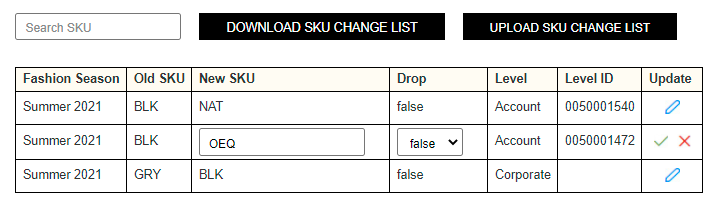 Search SKU DOWNLOAD SKU CHANGE LIST UPLOAD SKU CHANGE LIST
Fashion Season Old SKU New SKU Drop Level Level ID Update
Summer 2021 BLK NAT false Account 0050001540
Summer 2021 BLK OEQ false Account 0050001472
Summer 2021 GRY BLK false Corporate